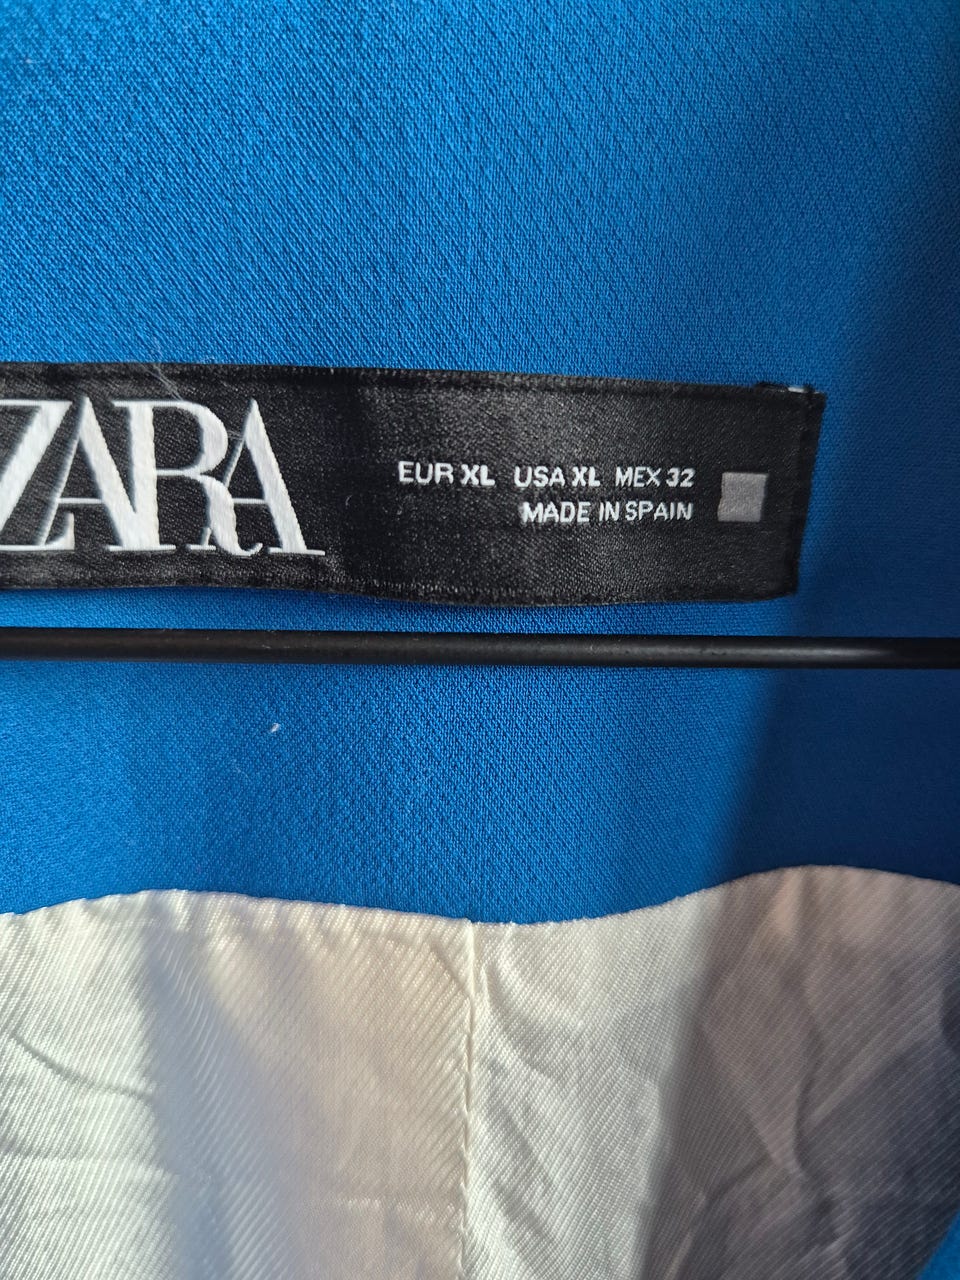 ZARA
EUR XL USA XL MEX 32
MADE IN SPAIN